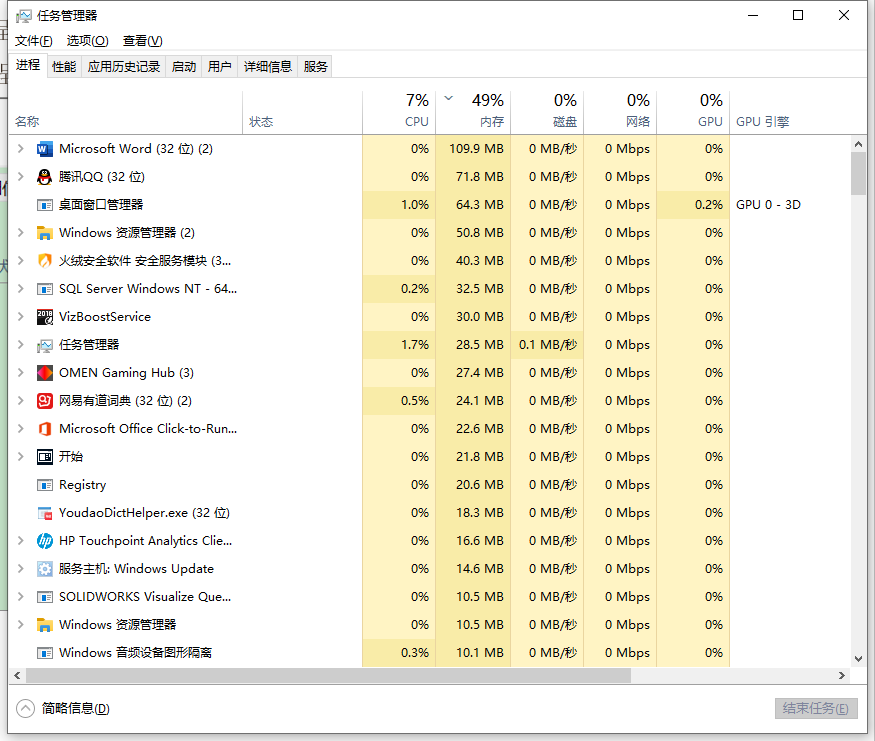 任务管理器
文件(F) 选项(O) 查看(V)
进程 性能 应用历史记录 启动 用户 详细信息 服务
7% 49% 0% 0% 0%
名称 状态 CPU 内存 磁盘 网络 GPU GPU 引擎
Microsoft Word (32 位) (2) 0% 109.9 MB 0 MB/秒 0 Mbps 0%
腾讯QQ (32 位) 0% 71.8 MB 0 MB/秒 0 Mbps 0%
桌面窗口管理器 1.0% 64.3 MB 0 MB/秒 0 Mbps 0.2% GPU 0 - 3D
Windows 资源管理器 (2) 0% 50.8 MB 0 MB/秒 0 Mbps 0%
火绒安全软件 安全服务模块 (3... 0% 40.3 MB 0 MB/秒 0 Mbps 0%
SQL Server Windows NT - 64... 0.2% 32.5 MB 0 MB/秒 0 Mbps 0%
VizBoostService 0% 30.0 MB 0 MB/秒 0 Mbps 0%
任务管理器 1.7% 28.5 MB 0.1 MB/秒 0 Mbps 0%
OMEN Gaming Hub (3) 0% 27.4 MB 0 MB/秒 0 Mbps 0%
网易有道词典 (32 位) (2) 0.5% 24.1 MB 0 MB/秒 0 Mbps 0%
Microsoft Office Click-to-Run... 0% 22.6 MB 0 MB/秒 0 Mbps 0%
开始 0% 21.8 MB 0 MB/秒 0 Mbps 0%
Registry 0% 20.6 MB 0 MB/秒 0 Mbps 0%
YoudaoDictHelper.exe (32 位) 0% 18.3 MB 0 MB/秒 0 Mbps 0%
HP Touchpoint Analytics Clie... 0% 16.6 MB 0 MB/秒 0 Mbps 0%
服务主机: Windows Update 0% 14.6 MB 0 MB/秒 0 Mbps 0%
SOLIDWORKS Visualize Que... 0% 10.5 MB 0 MB/秒 0 Mbps 0%
Windows 资源管理器 0% 10.5 MB 0 MB/秒 0 Mbps 0%
Windows 音频设备图形隔离 0.3% 10.1 MB 0 MB/秒 0 Mbps 0%
简略信息(D) 结束任务(E)